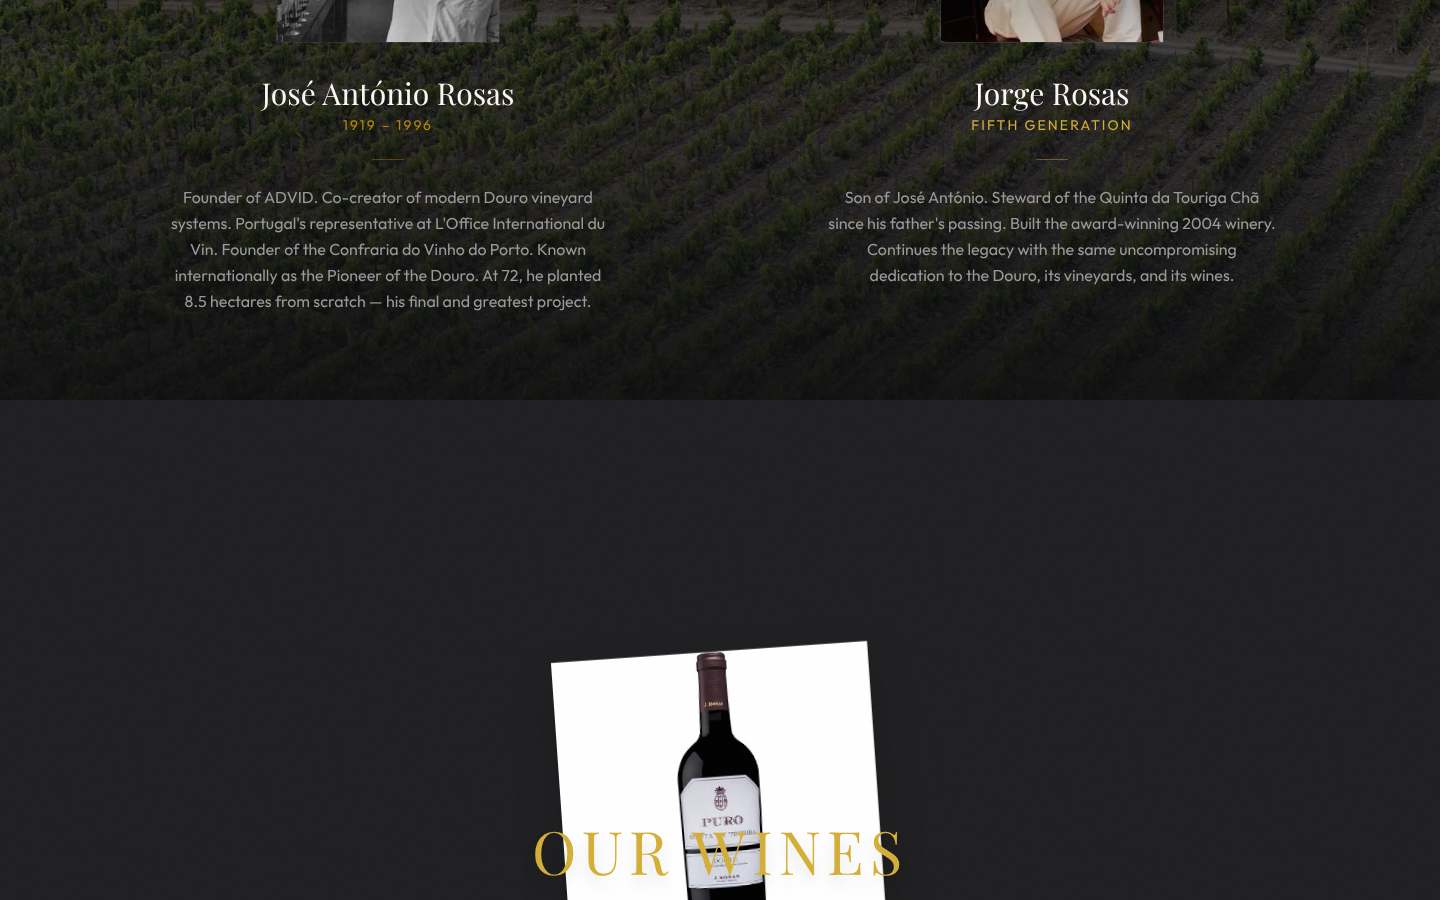 José António Rosas
1919 – 1996
Founder of ADVID. Co-creator of modern Douro vineyard
systems. Portugal's representative at L'Office International du
Vin. Founder of the Confraria do Vinho do Porto. Known
internationally as the Pioneer of the Douro. At 72, he planted
8.5 hectares from scratch — his final and greatest project.
Jorge Rosas
FIFTH GENERATION
Son of José António. Steward of the Quinta da Touriga Chã
since his father's passing. Built the award-winning 2004 winery.
Continues the legacy with the same uncompromising
dedication to the Douro, its vineyards, and its wines.
J. ROSAS
PURO
OUR WINES
J. ROSAS